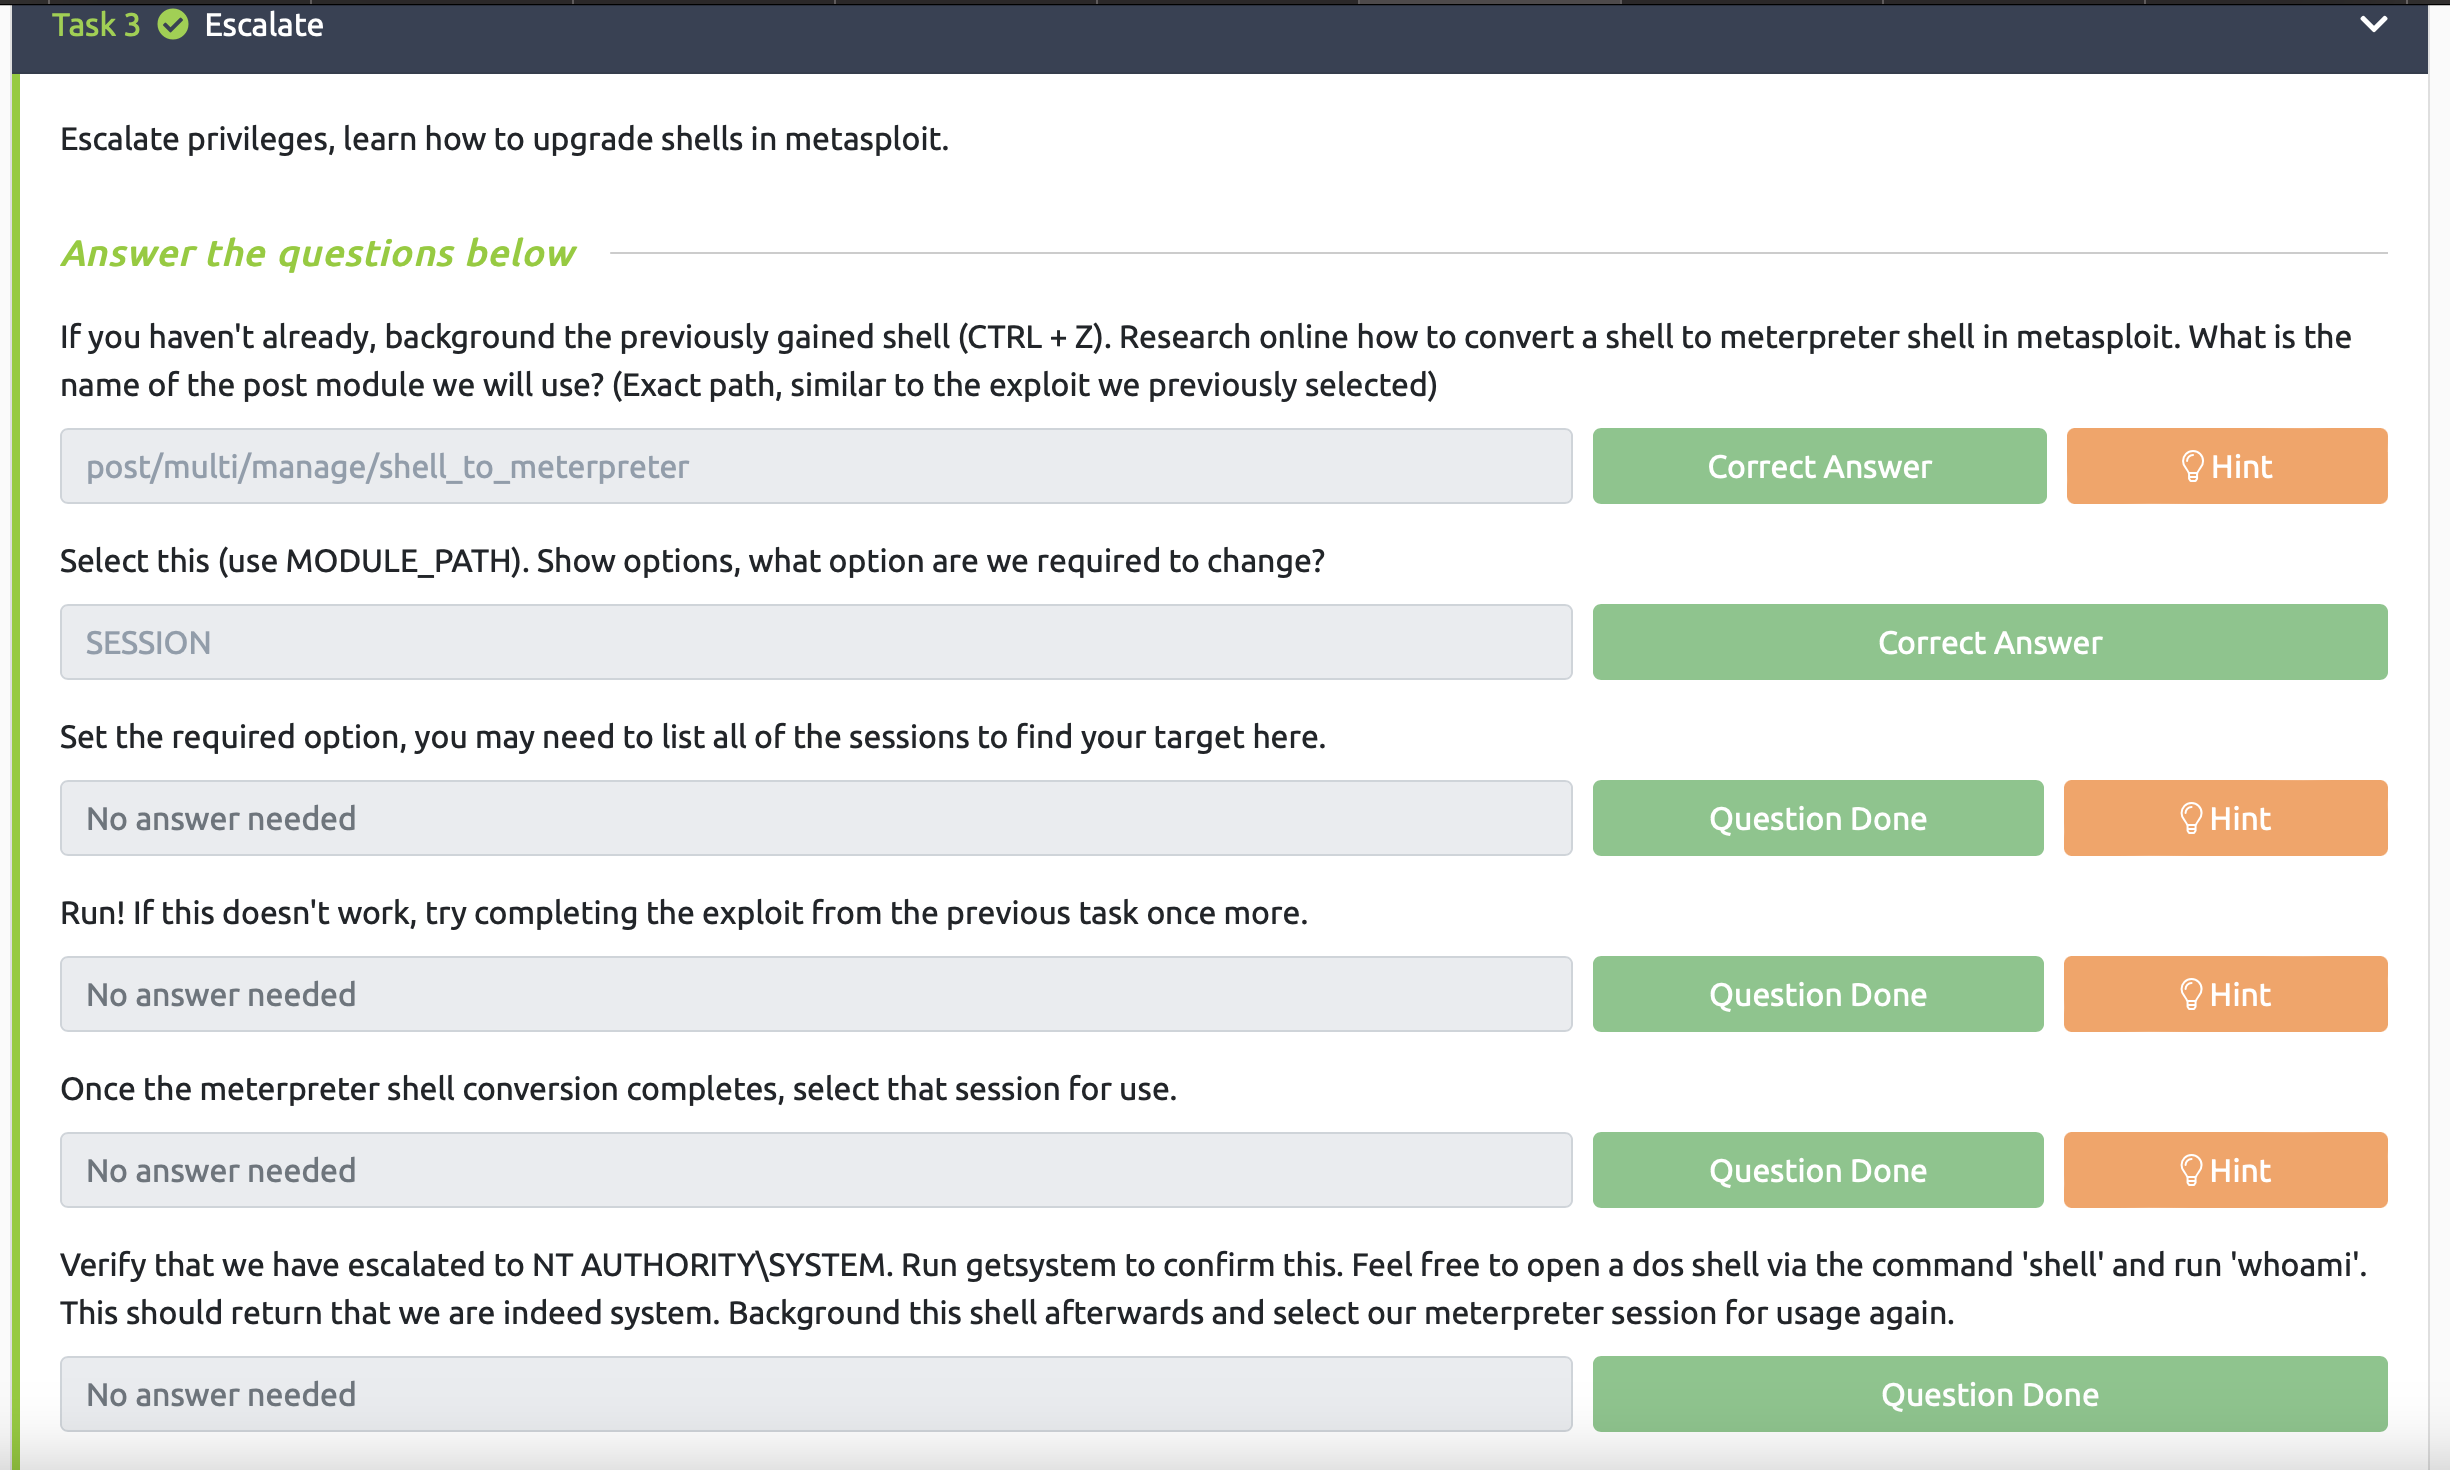 Task 3 Escalate
Escalate privileges, learn how to upgrade shells in metasploit.
Answer the questions below
If you haven't already, background the previously gained shell (CTRL + Z). Research online how to convert a shell to meterpreter shell in metasploit. What is the
name of the post module we will use? (Exact path, similar to the exploit we previously selected)
post/multi/manage/shell_to_meterpreter Correct Answer Hint
Select this (use MODULE_PATH). Show options, what option are we required to change?
SESSION Correct Answer
Set the required option, you may need to list all of the sessions to find your target here.
No answer needed Question Done Hint
Run! If this doesn't work, try completing the exploit from the previous task once more.
No answer needed Question Done Hint
Once the meterpreter shell conversion completes, select that session for use.
No answer needed Question Done Hint
Verify that we have escalated to NT AUTHORITY\SYSTEM. Run getsystem to confirm this. Feel free to open a dos shell via the command 'shell' and run 'whoami'.
This should return that we are indeed system. Background this shell afterwards and select our meterpreter session for usage again.
No answer needed Question Done